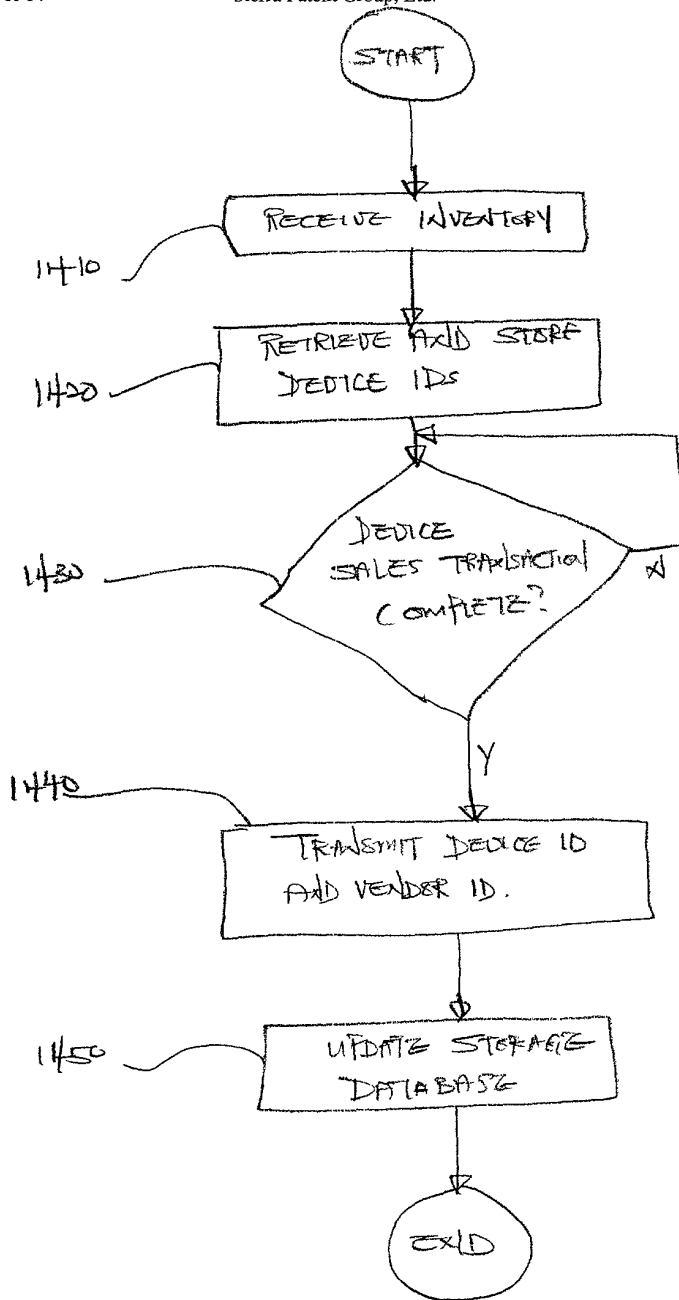 Sierra Patent Group, Ltd.
START
RECEIVE INVENTORY
1410
RETRIEVE AND STORE
DEVICE IDS
1420
DEVICE
SALES TRANSACTION
COMPLETE?
1430
N
Y
1440
TRANSMIT DEVICE ID
AND VENDOR ID.
UPDATE STORAGE
DATABASE
1450
END